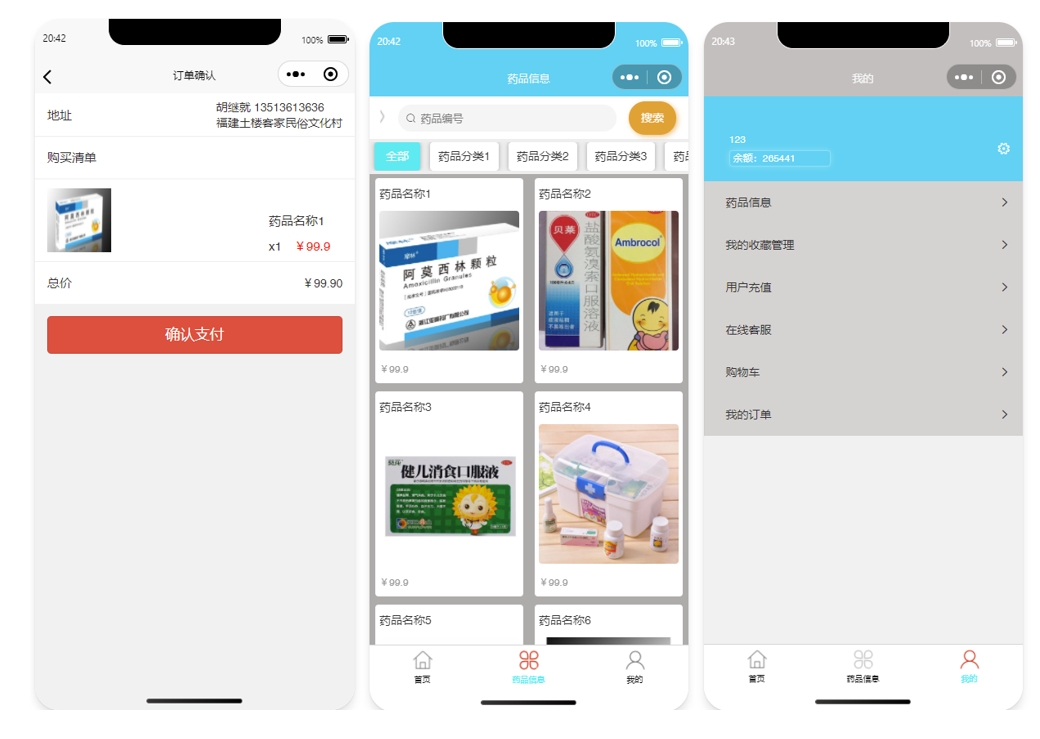 20:42
100%
订单确认
地址
胡继就 13513613636
福建土楼客家民俗文化村
购买清单
药品名称1
x1 ￥99.9
总价
￥99.90
确认支付
20:42
100%
药品信息
药品编号
搜索
全部
药品分类1
药品分类2
药品分类3
药品名称1
阿莫西林颗粒
Amoxicillin Granules
￥99.9
药品名称2
贝莱
盐酸氨溴索口服溶液
Ambrocol
￥99.9
药品名称3
健儿消食口服液
￥99.9
药品名称4
￥99.9
药品名称5
药品名称6
首页
药品信息
我的
20:43
100%
我的
123
余额：265441
药品信息
我的收藏管理
用户充值
在线客服
购物车
我的订单
首页
药品信息
我的